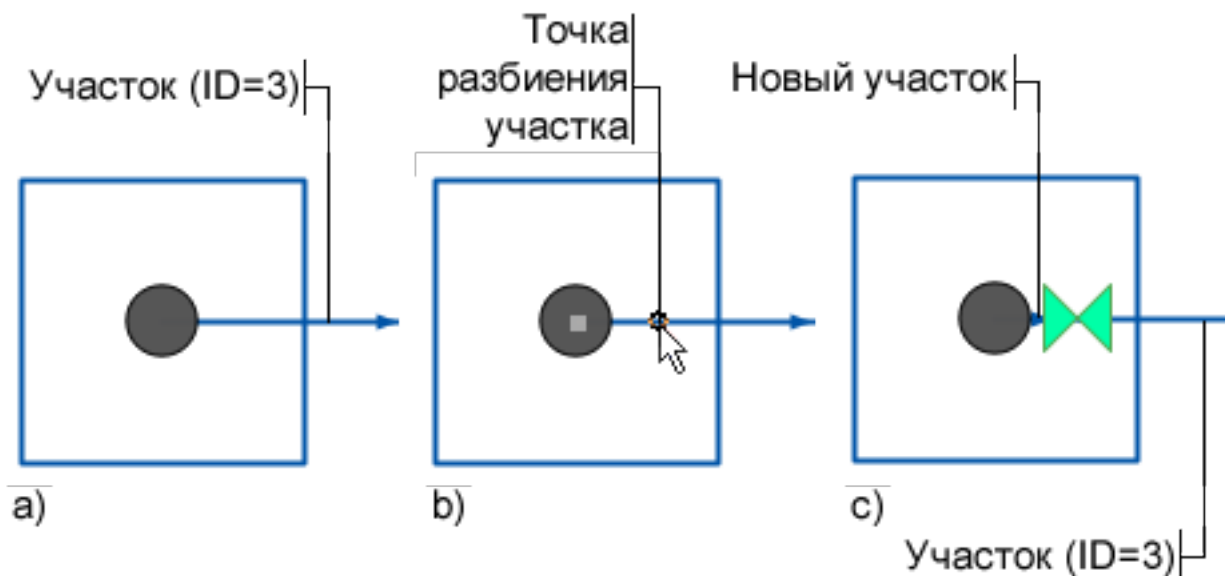 Участок (ID=3)
Точка
разбиения
участка
Новый участок
a)
b)
c)
Участок (ID=3)